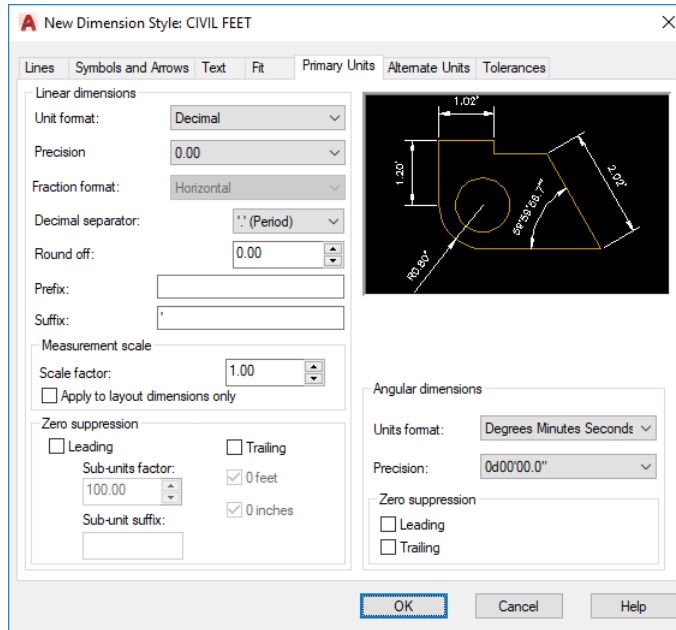 New Dimension Style: CIVIL FEET
Lines Symbols and Arrows Text Fit Primary Units Alternate Units Tolerances
Linear dimensions
Unit format: Decimal
Precision 0.00
Fraction format: Horizontal
Decimal separator: '.' (Period)
Round off: 0.00
Prefix:
Suffix: '
Measurement scale
Scale factor: 1.00
Apply to layout dimensions only
Zero suppression
Leading
Sub-units factor:
100.00
Sub-unit suffix:
Trailing
0 feet
0 inches
1.02'
1.20'
2.02'
59°59'58.7"
R0.80'
Angular dimensions
Units format: Degrees Minutes Seconds
Precision: 0d00'00.0"
Zero suppression
Leading
Trailing
OK Cancel Help